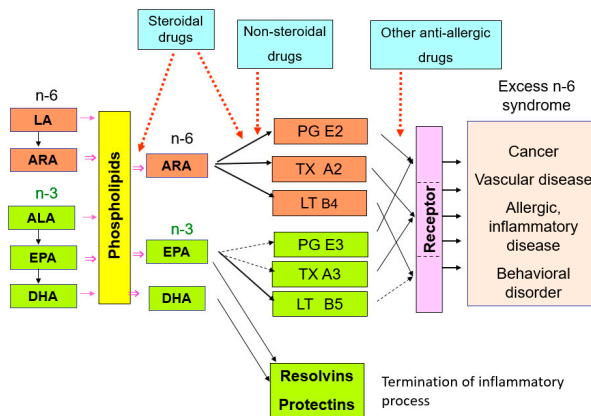 Steroidal
drugs
Non-steroidal
drugs
Other anti-allergic
drugs
n-6
LA
ARA
n-3
ALA
EPA
DHA
Phospholipids
n-6
ARA
n-3
EPA
DHA
PG E2
TX A2
LT B4
PG E3
TX A3
LT B5
Resolvins
Protectins
Receptor
Excess n-6
syndrome
Cancer
Vascular disease
Allergic,
inflammatory
disease
Behavioral
disorder
Termination of inflammatory
process